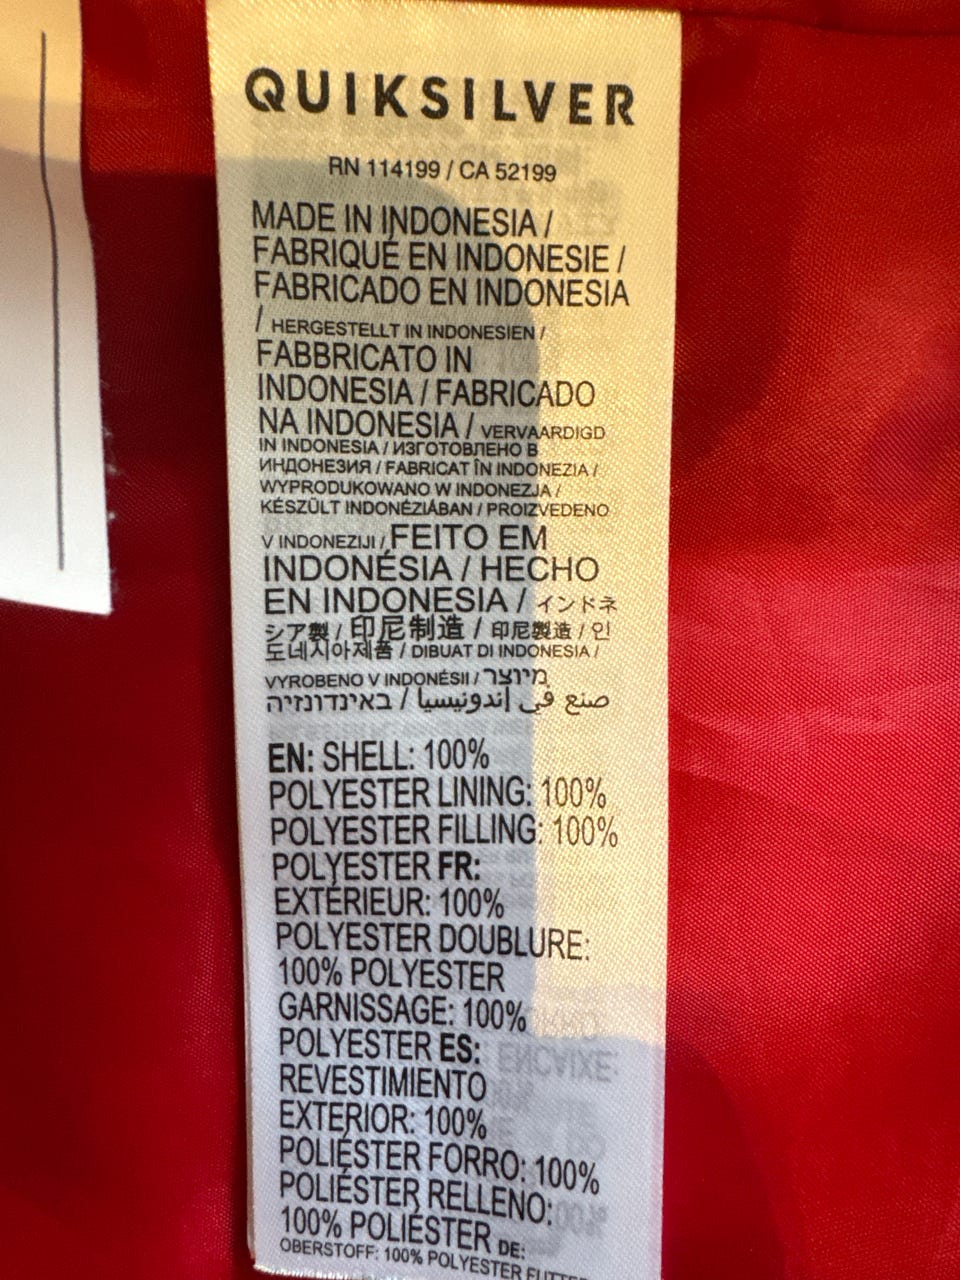 QUIKSILVER
RN 114199 / CA 52199
MADE IN INDONESIA /
FABRIQUÉ EN INDONESIE /
FABRICADO EN INDONESIA
/ HERGESTELLT IN INDONESIEN /
FABBRICATO IN
INDONESIA / FABRICADO
NA INDONESIA / VERVAARDIGD
IN INDONESIA / ИЗГОТОВЛЕНО В
ИНДОНЕЗИЯ / FABRICAT ÎN INDONEZIA /
WYPRODUKOWANO W INDONEZJA /
KÉSZÜLT INDONÉZIÁBAN / PROIZVEDENO
V INDONEZIJI / FEITO EM
INDONÉSIA / HECHO
EN INDONESIA / インドネ
シア製 / 印尼制造 / 印尼製造 / 인
도네시아제품 / DIBUAT DI INDONESIA /
VYROBENO V INDONÉSII / מיוצר
באינדונזיה / صنع في إندونيسيا
EN: SHELL: 100%
POLYESTER LINING: 100%
POLYESTER FILLING: 100%
POLYESTER FR:
EXTÉRIEUR: 100%
POLYESTER DOUBLURE:
100% POLYESTER
GARNISSAGE: 100%
POLYESTER ES:
REVESTIMIENTO
EXTERIOR: 100%
POLIÉSTER FORRO: 100%
POLIÉSTER RELLENO:
100% POLIÉSTER DE:
OBERSTOFF: 100% POLYESTER